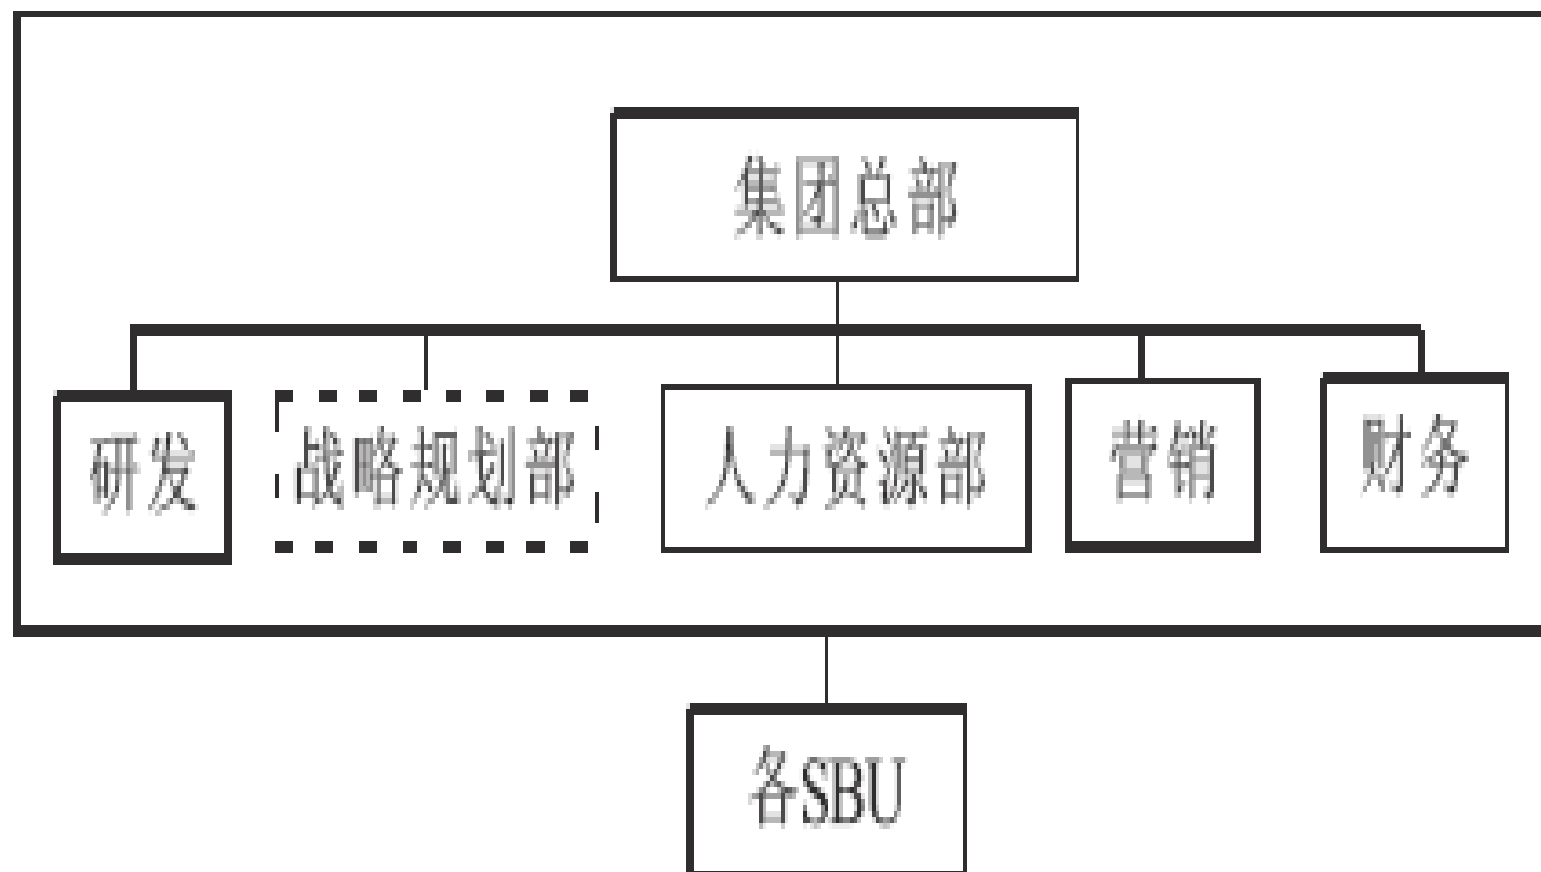 集团总部
研发
战略规划部
人力资源部
营销
财务
各SBU